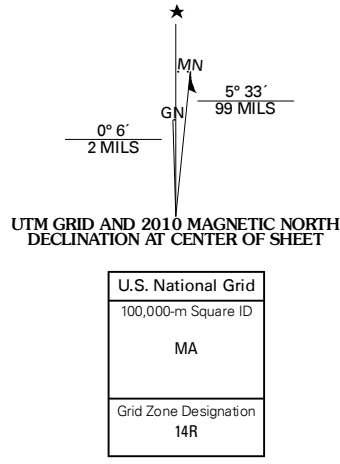 ★
MN
GN
5° 33´
99 MILS
0° 6´
2 MILS
UTM GRID AND 2010 MAGNETIC NORTH
DECLINATION AT CENTER OF SHEET
U.S. National Grid
100,000-m Square ID
MA
Grid Zone Designation
14R